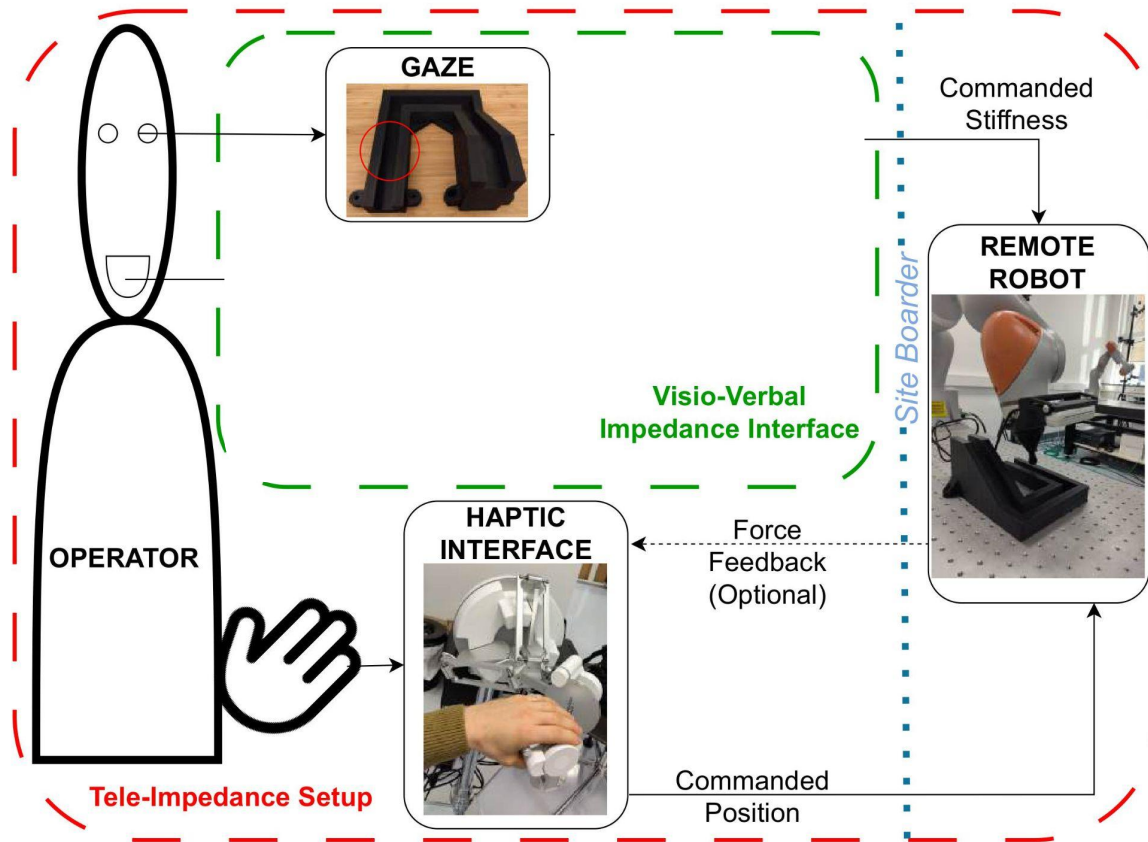 GAZE
Commanded
Stiffness
REMOTE
ROBOT
Site Boarder
Visio-Verbal
Impedance Interface
HAPTIC
INTERFACE
Force
Feedback
(Optional)
OPERATOR
Tele-Impedance Setup
Commanded
Position